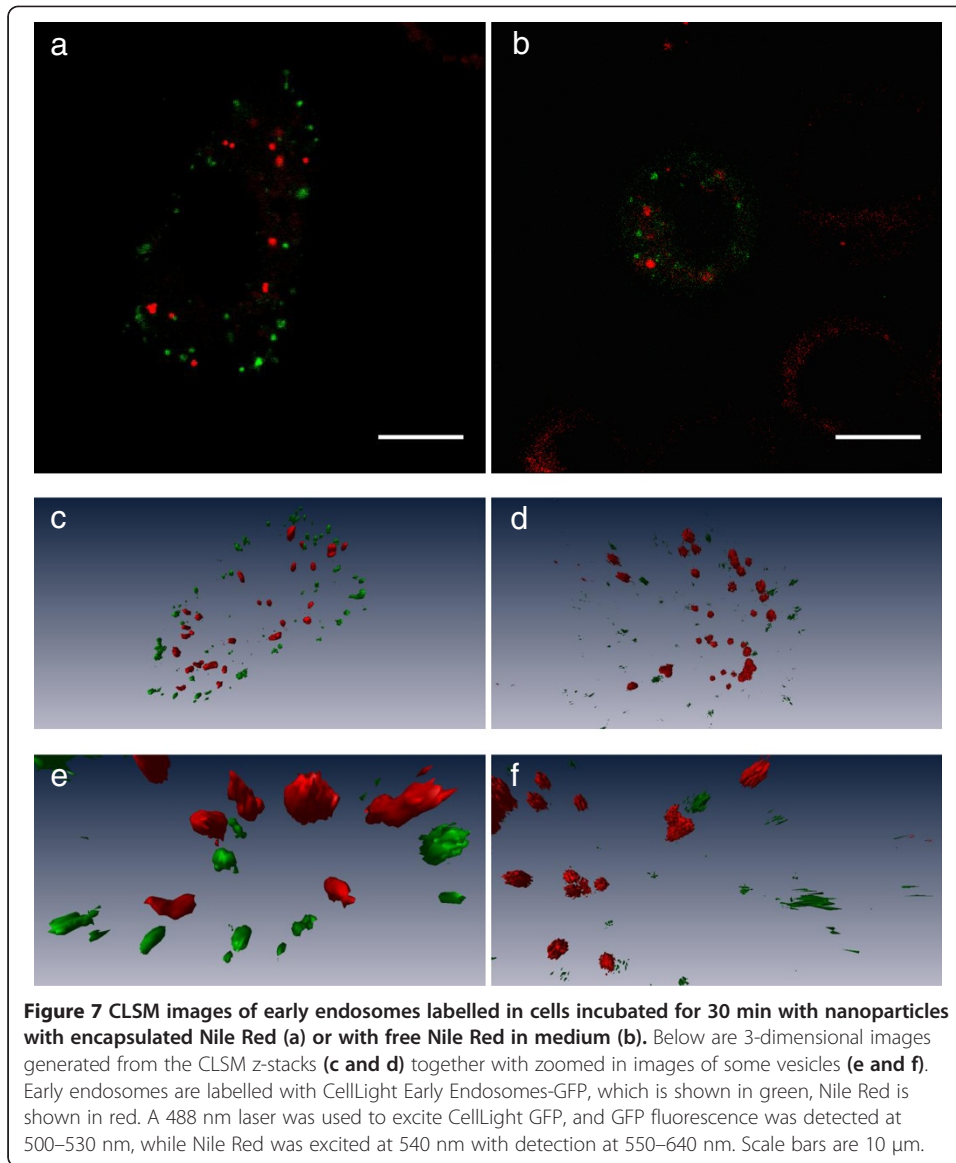 a
b
c
d
e
f
Figure 7 CLSM images of early endosomes labelled in cells incubated for 30 min with nanoparticles
with encapsulated Nile Red (a) or with free Nile Red in medium (b). Below are 3-dimensional images
generated from the CLSM z-stacks (c and d) together with zoomed in images of some vesicles (e and f).
Early endosomes are labelled with CellLight Early Endosomes-GFP, which is shown in green, Nile Red is
shown in red. A 488 nm laser was used to excite CellLight GFP, and GFP fluorescence was detected at
500–530 nm, while Nile Red was excited at 540 nm with detection at 550–640 nm. Scale bars are 10 μm.